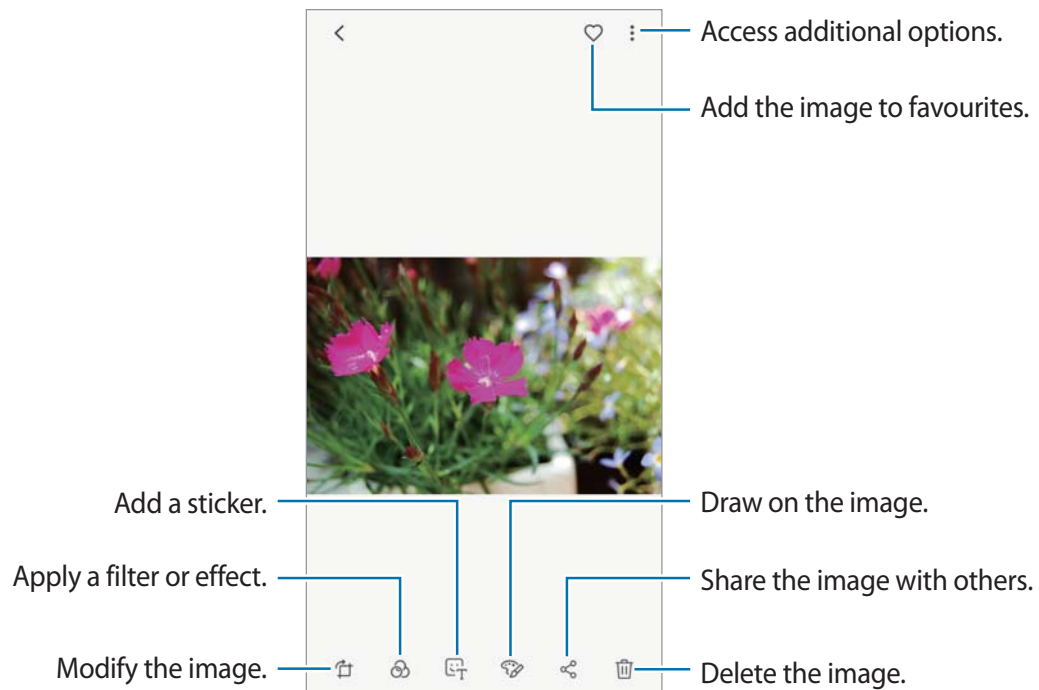 Access additional options.
Add the image to favourites.
Add a sticker.
Draw on the image.
Apply a filter or effect.
Share the image with others.
Modify the image.
Delete the image.